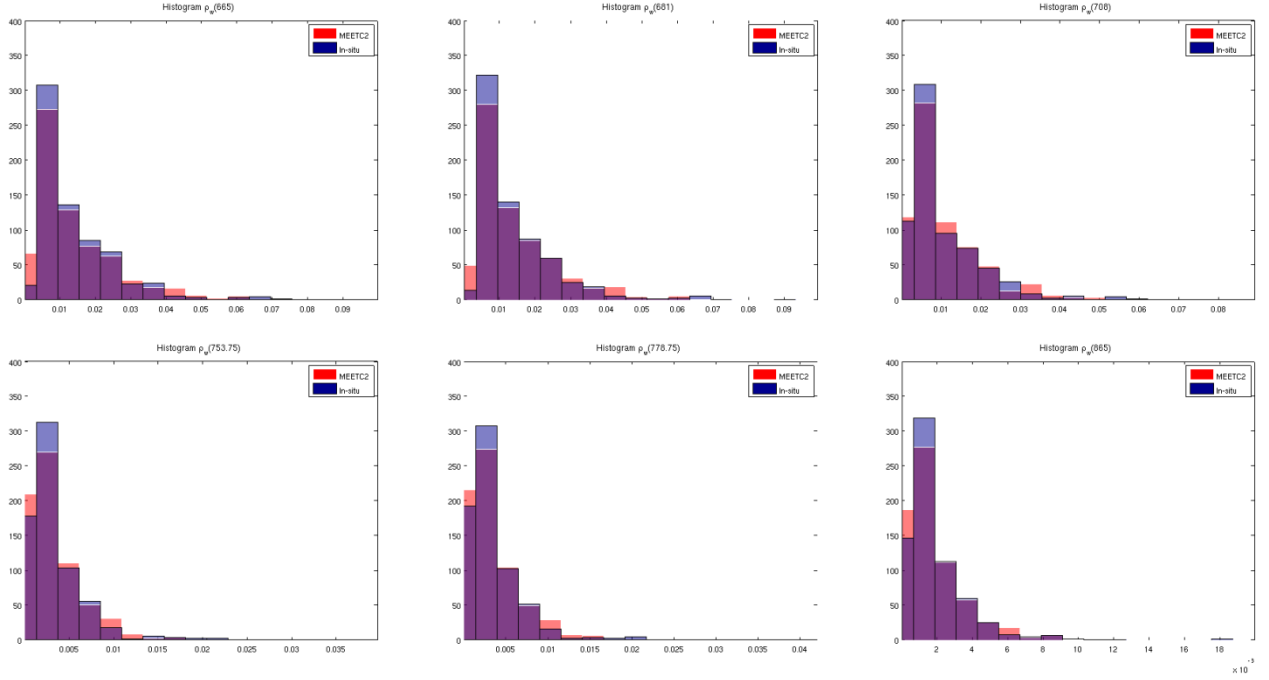 Histogram ρw(665)
400
350
300
250
200
150
100
50
0
0.01 0.02 0.03 0.04 0.05 0.06 0.07 0.08 0.09
MEETC2
In-situ
Histogram ρw(681)
400
350
300
250
200
150
100
50
0
0.01 0.02 0.03 0.04 0.05 0.06 0.07 0.08 0.09
MEETC2
In-situ
Histogram ρw(708)
400
350
300
250
200
150
100
50
0
0.01 0.02 0.03 0.04 0.05 0.06 0.07 0.08
MEETC2
In-situ
Histogram ρw(753.75)
400
350
300
250
200
150
100
50
0
0.005 0.01 0.015 0.02 0.025 0.03 0.035
MEETC2
In-situ
Histogram ρw(778.75)
400
350
300
250
200
150
100
50
0
0.005 0.01 0.015 0.02 0.025 0.03 0.035 0.04
MEETC2
In-situ
Histogram ρw(865)
400
350
300
250
200
150
100
50
0
2 4 6 8 10 12 14 16 18
x 10⁻³
MEETC2
In-situ